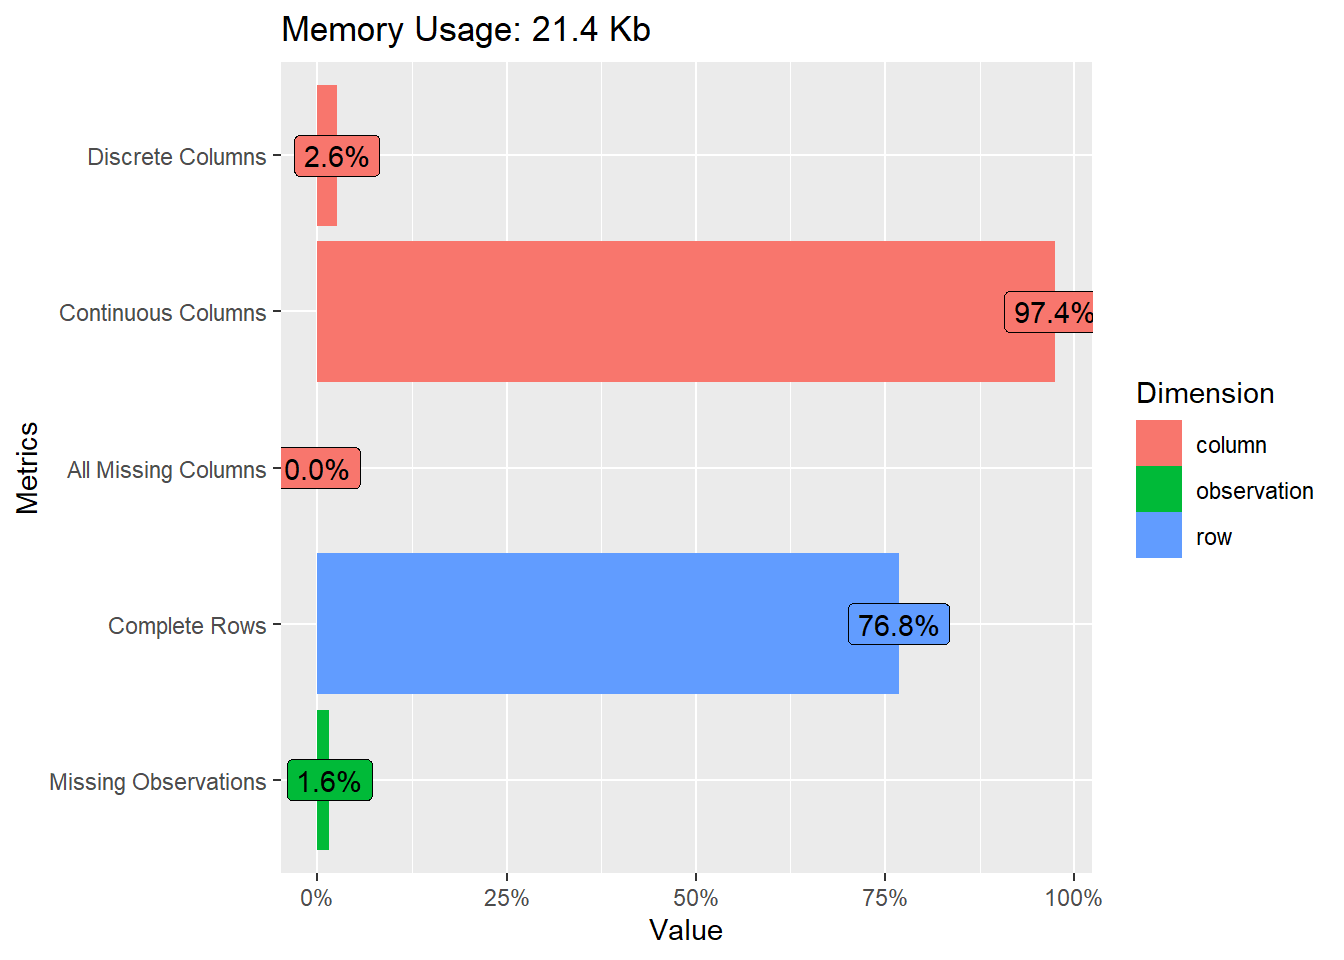 Memory Usage: 21.4 Kb
Discrete Columns
2.6%
Continuous Columns
97.4%
All Missing Columns
0.0%
Complete Rows
76.8%
Missing Observations
1.6%
Metrics
0% 25% 50% 75% 100%
Value
Dimension
column
observation
row